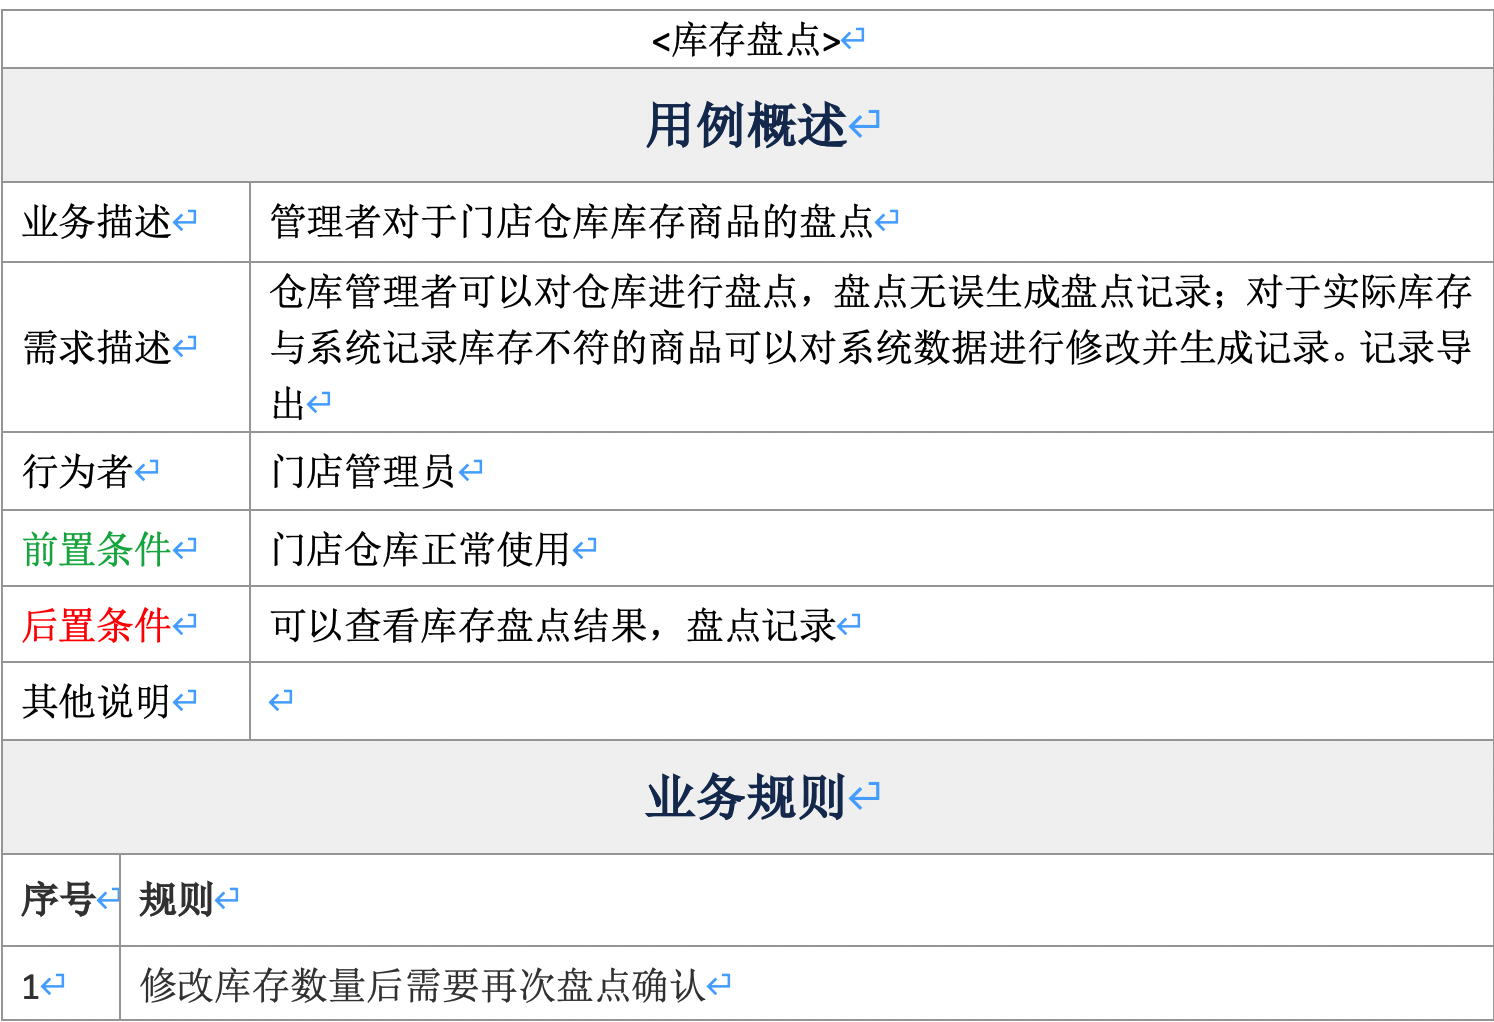 <库存盘点>
用例概述
业务描述 管理者对于门店仓库库存商品的盘点
需求描述 仓库管理者可以对仓库进行盘点，盘点无误生成盘点记录；对于实际库存
与系统记录库存不符的商品可以对系统数据进行修改并生成记录。记录导
出
行为者 门店管理员
前置条件 门店仓库正常使用
后置条件 可以查看库存盘点结果，盘点记录
其他说明
业务规则
序号 规则
1 修改库存数量后需要再次盘点确认